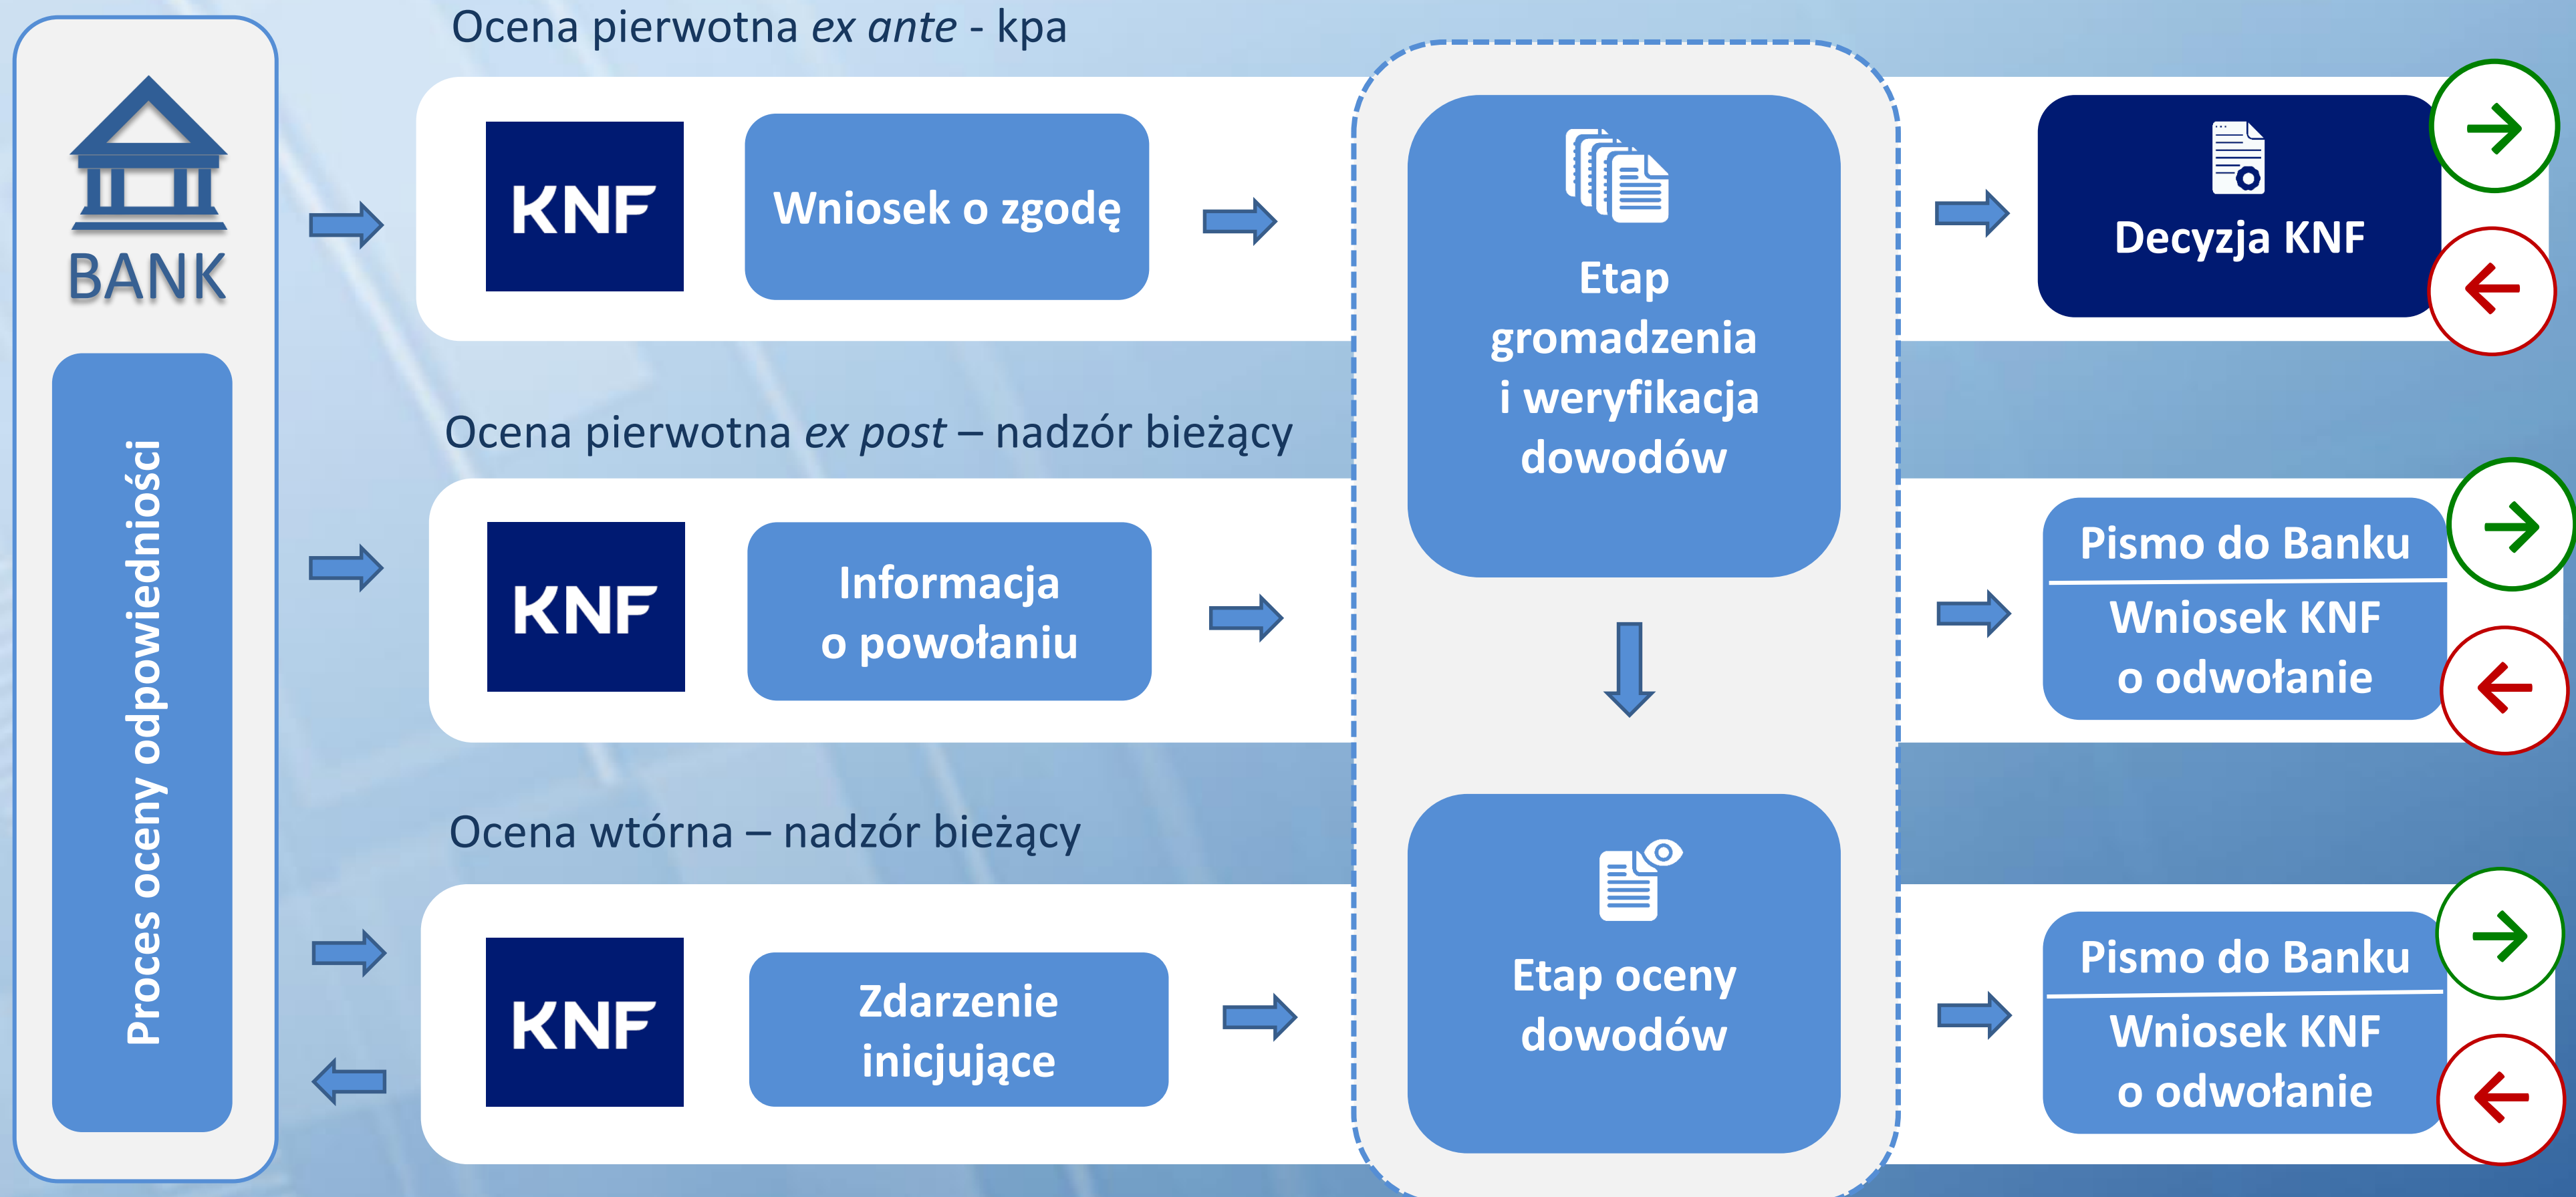 BANK
Proces oceny odpowiedniości
Ocena pierwotna ex ante - kpa
KNF
Wniosek o zgodę
Ocena pierwotna ex post – nadzór bieżący
KNF
Informacja
o powołaniu
Ocena wtórna – nadzór bieżący
KNF
Zdarzenie
inicjujące
Etap
gromadzenia
i weryfikacja
dowodów
Etap oceny
dowodów
Decyzja KNF
Pismo do Banku
Wniosek KNF
o odwołanie
Pismo do Banku
Wniosek KNF
o odwołanie